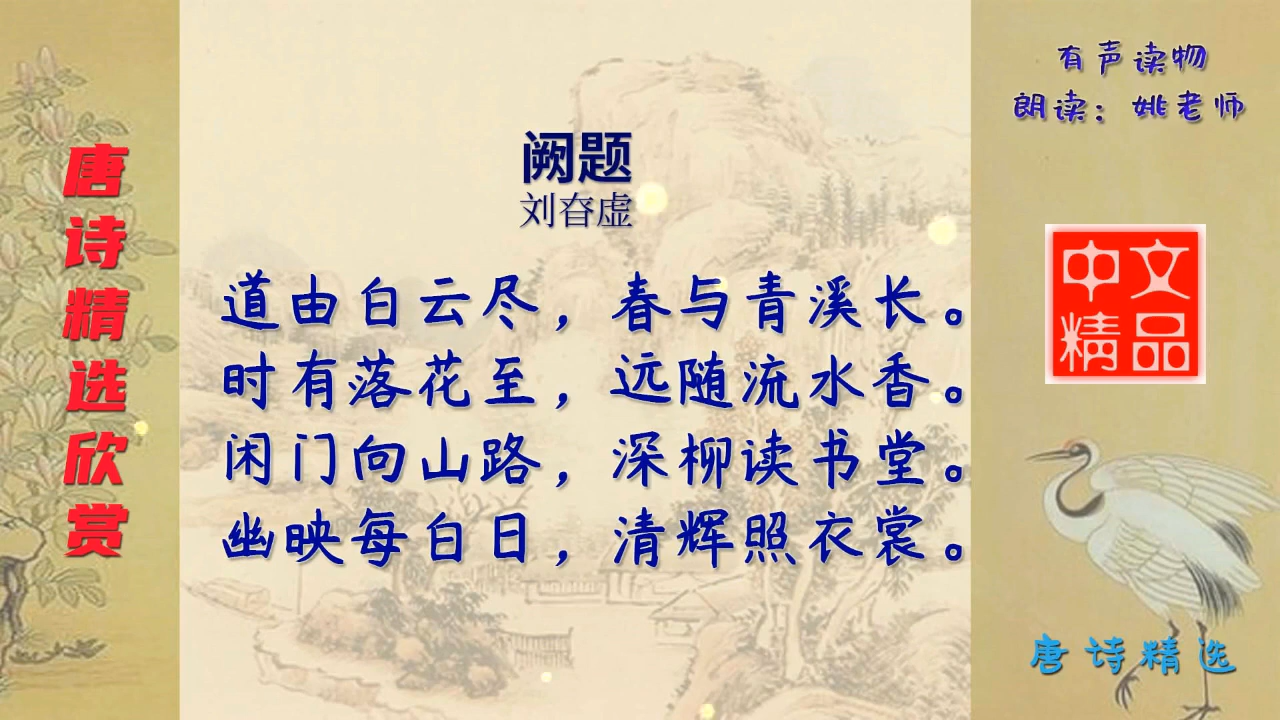 唐诗精选欣赏
阙题
刘昚虚
道由白云尽，春与青溪长。
时有落花至，远随流水香。
闲门向山路，深柳读书堂。
幽映每白日，清辉照衣裳。
有声读物
朗读：姚老师
中文
精品
唐诗精选